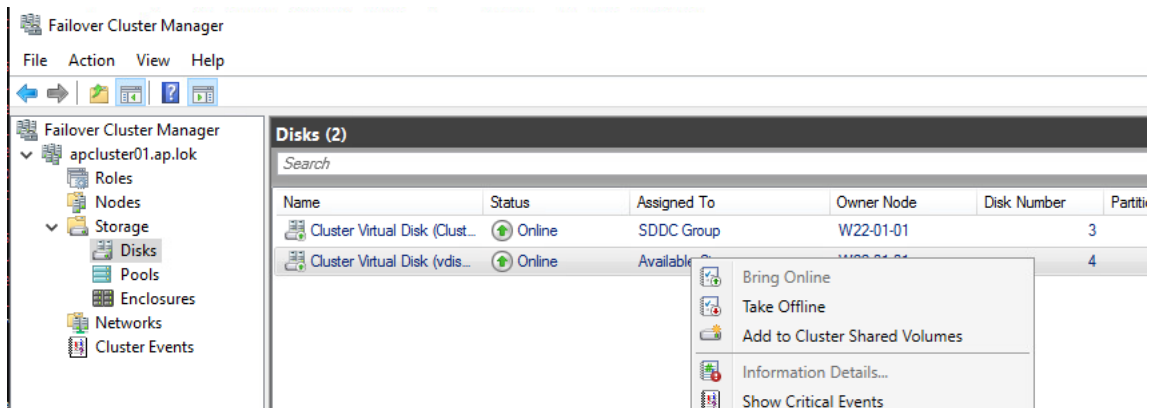 Failover Cluster Manager
File Action View Help
Failover Cluster Manager
apcluster01.ap.lok
Roles
Nodes
Storage
Disks
Pools
Enclosures
Networks
Cluster Events
Disks (2)
Search
Name Status Assigned To Owner Node Disk Number Partiti
Cluster Virtual Disk (Clust... Online SDDC Group W22-01-01 3
Cluster Virtual Disk (vdis... Online Available 4
Bring Online
Take Offline
Add to Cluster Shared Volumes
Information Details...
Show Critical Events